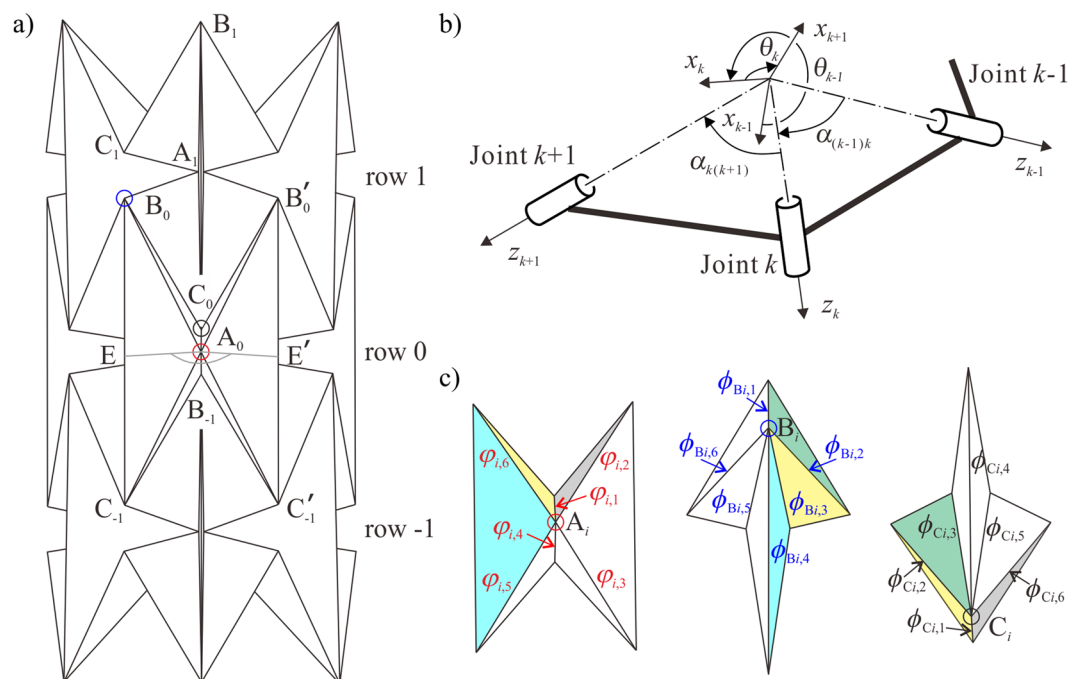 a)
B₁
C₁
A₁
row 1
B₀
B′₀
C₀
A₀
E
E′
row 0
B₋₁
C₋₁
C′₋₁
row -1
b)
xₖ₊₁
θₖ
xₖ
θₖ₋₁
Joint k-1
xₖ₋₁
α₍ₖ₋₁₎ₖ
Joint k+1
αₖ₍ₖ₊₁₎
zₖ₋₁
zₖ₊₁
Joint k
zₖ
c)
φi,6
φi,2
φi,1
Ai
φi,4
φi,5
φi,3
ϕBi,1
Bi
ϕBi,6
ϕBi,2
ϕBi,5
ϕBi,3
ϕBi,4
ϕCi,4
ϕCi,3
ϕCi,5
ϕCi,2
ϕCi,6
ϕCi,1
Ci